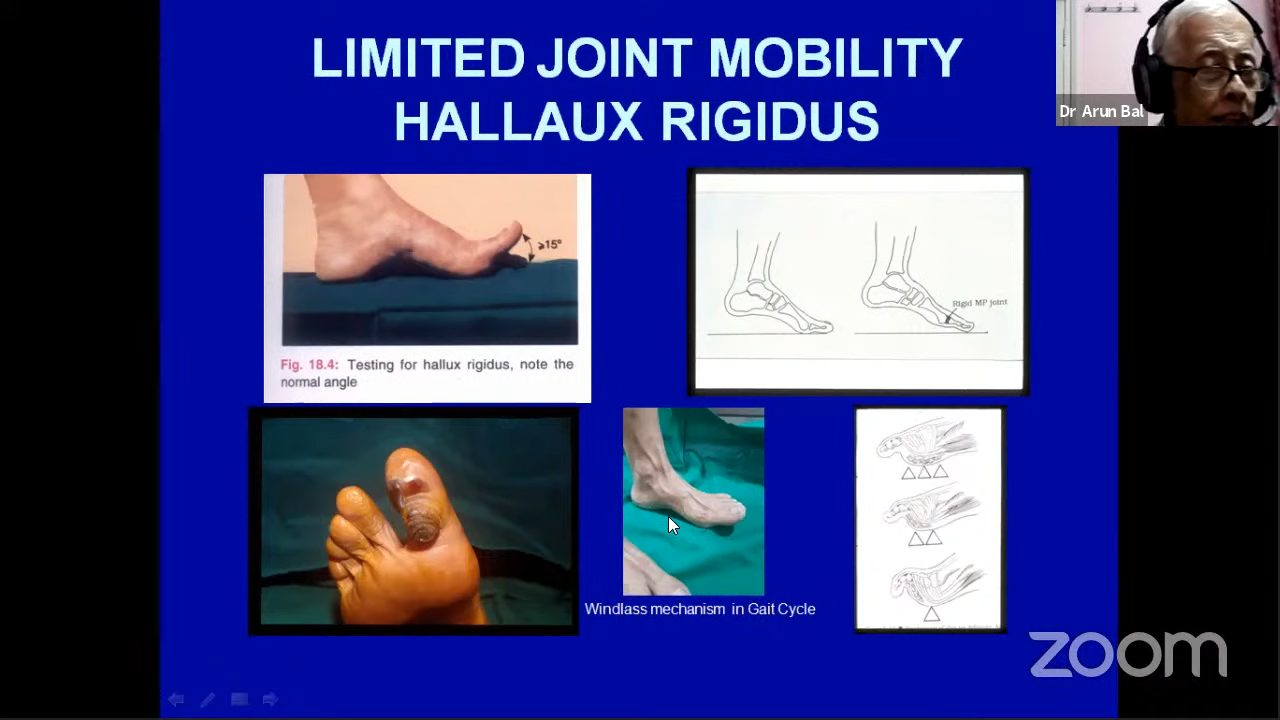 LIMITED JOINT MOBILITY
HALLAUX RIGIDUS
Dr Arun Bal
≥15°
Fig. 18.4: Testing for hallux rigidus, note the
normal angle
Rigid MP joint
Windlass mechanism in Gait Cycle
zoom